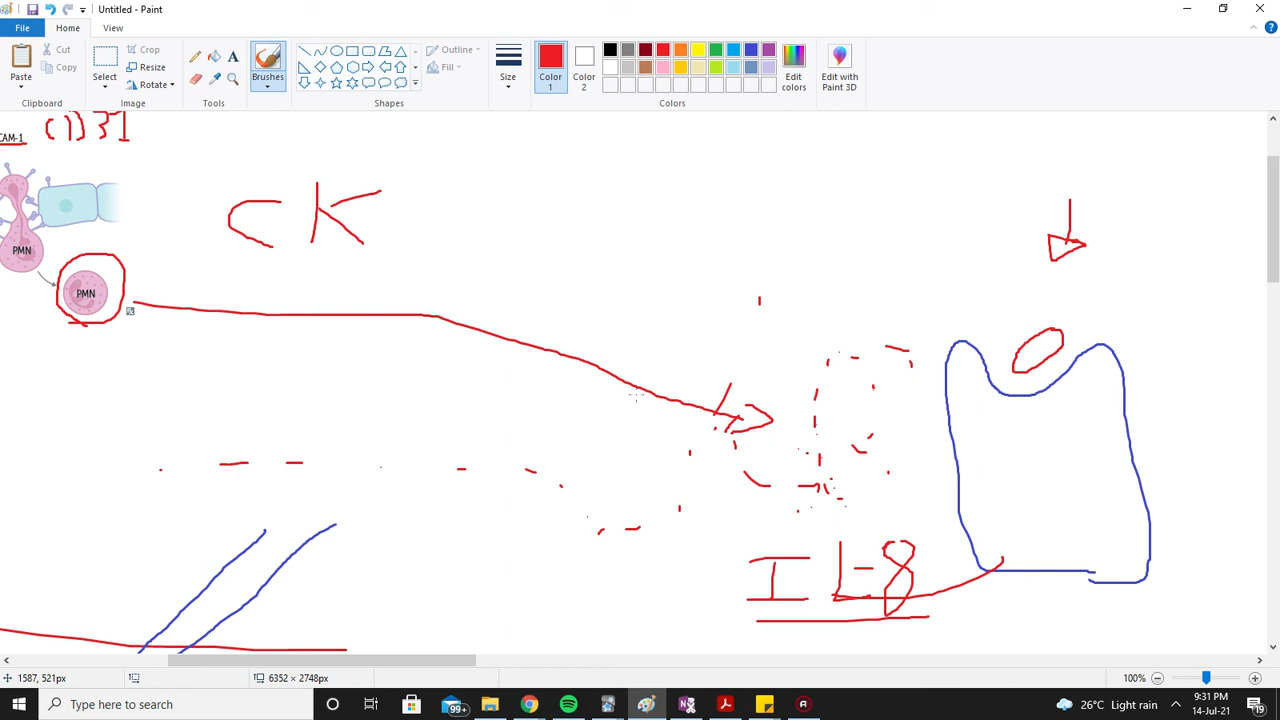 Untitled - Paint
File
Home
View
Paste
Cut
Copy
Clipboard
Select
Crop
Resize
Rotate
Image
A
Tools
Brushes
Outline
Fill
Shapes
Size
Color 1
Color 2
Edit colors
Edit with Paint 3D
Colors
CAM-1
CK
PMN
PMN
IL-8
1587, 521px
6352 × 2748px
100%
Type here to search
99+
26°C Light rain
9:31 PM
14-Jul-21
19